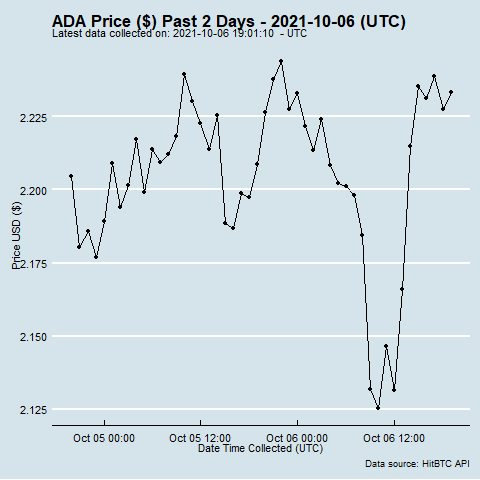 ADA Price ($) Past 2 Days - 2021-10-06 (UTC)
Latest data collected on: 2021-10-06 19:01:10 - UTC
Price USD ($)
2.225
2.200
2.175
2.150
2.125
Oct 05 00:00 Oct 05 12:00 Oct 06 00:00 Oct 06 12:00
Date Time Collected (UTC)
Data source: HitBTC API